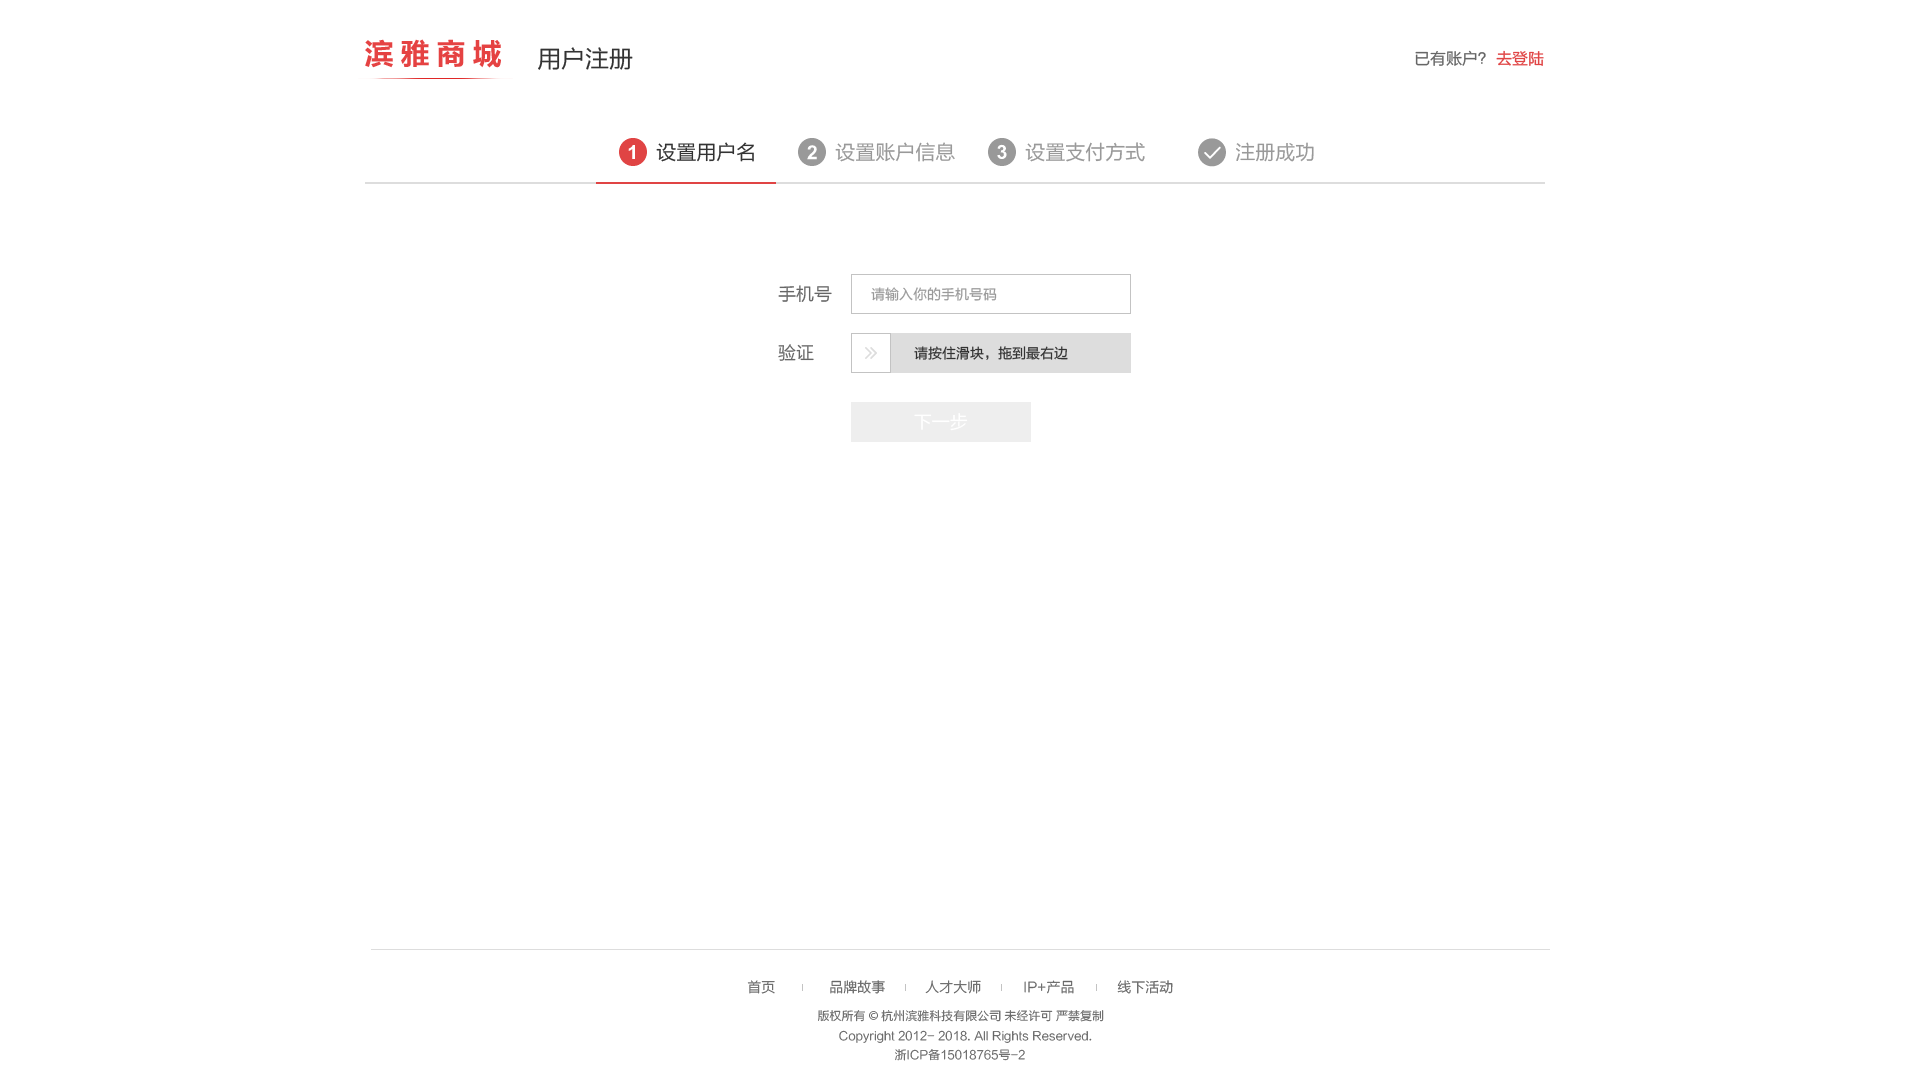 滨雅商城 用户注册 已有账户? 去登陆
1 设置用户名 2 设置账户信息 3 设置支付方式 注册成功
手机号 请输入你的手机号码
验证 请按住滑块，拖到最右边
下一步
首页 品牌故事 人才大师 IP+产品 线下活动
版权所有 © 杭州滨雅科技有限公司 未经许可 严禁复制
Copyright 2012- 2018. All Rights Reserved.
浙ICP备15018765号-2